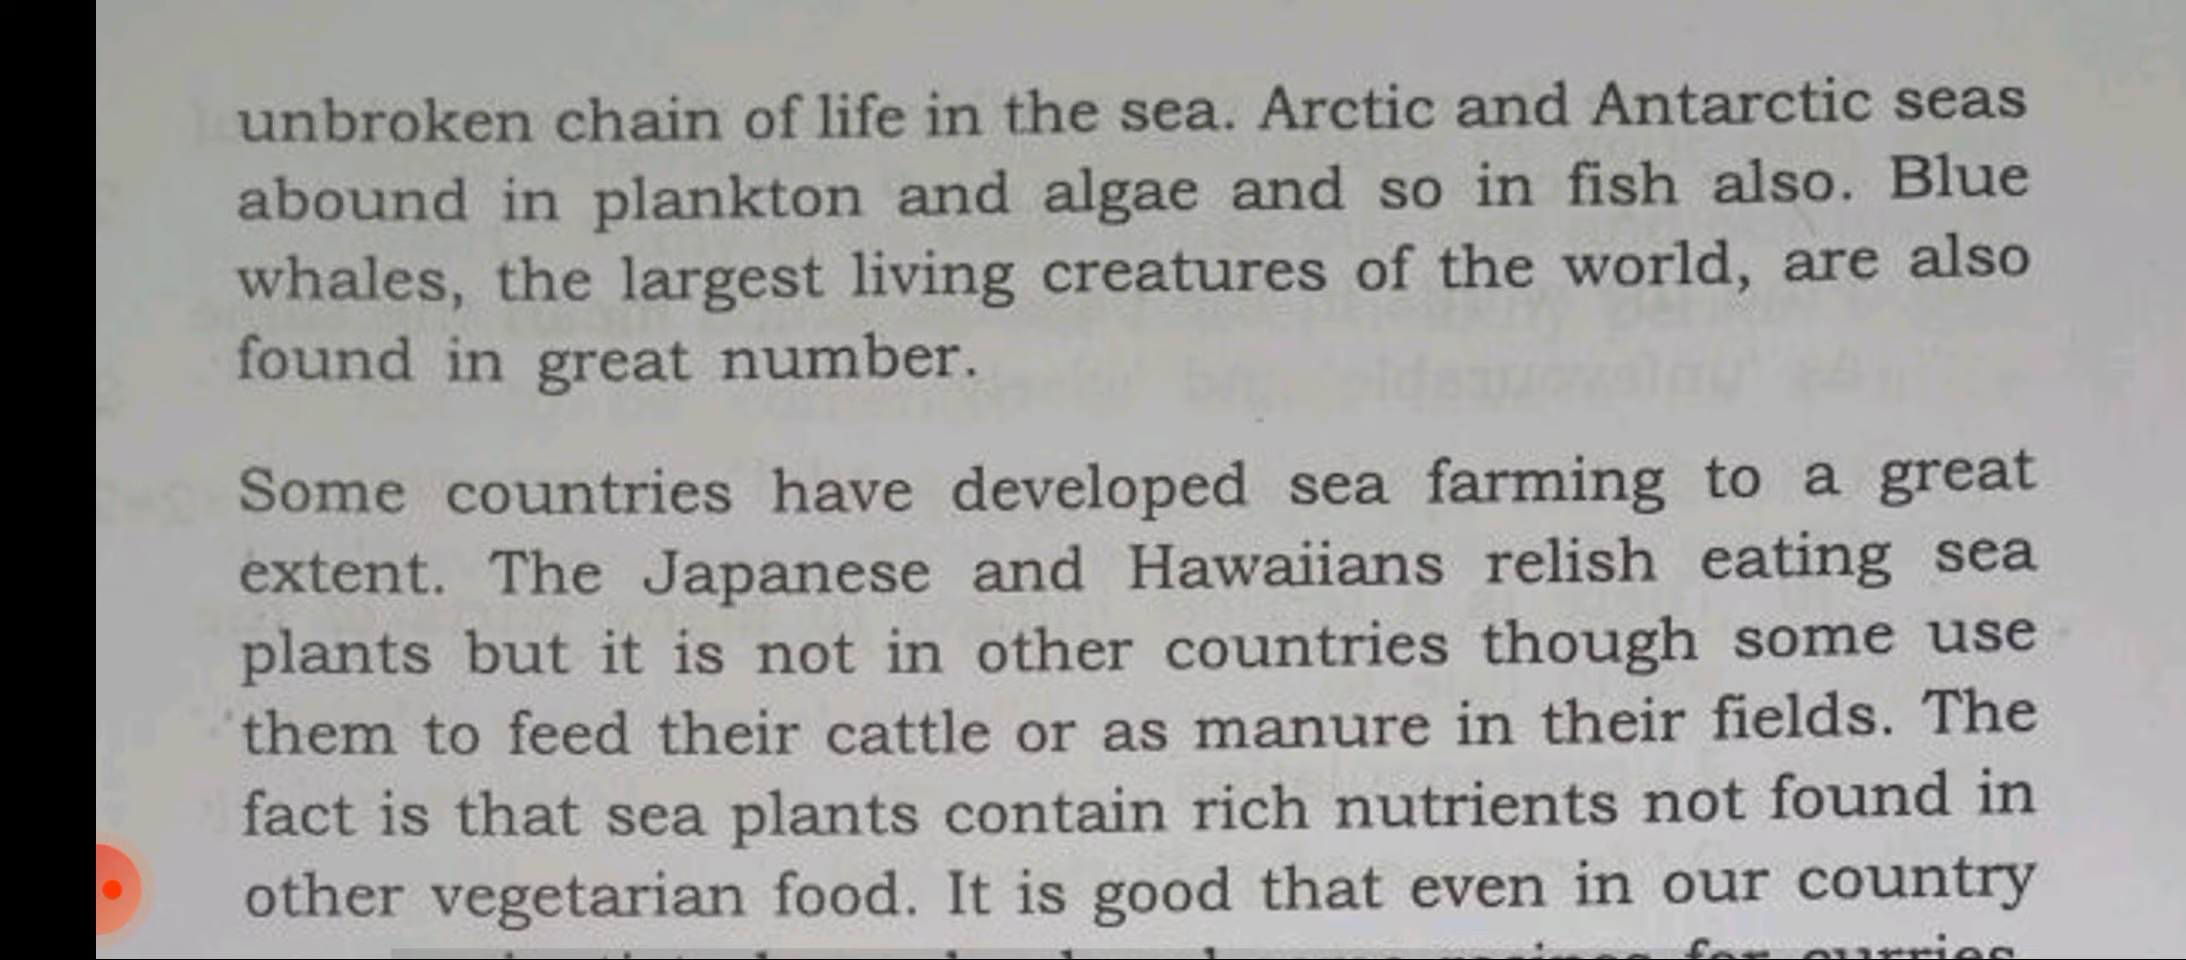 unbroken chain of life in the sea. Arctic and Antarctic seas
abound in plankton and algae and so in fish also. Blue
whales, the largest living creatures of the world, are also
found in great number.
Some countries have developed sea farming to a great
extent. The Japanese and Hawaiians relish eating sea
plants but it is not in other countries though some use
them to feed their cattle or as manure in their fields. The
fact is that sea plants contain rich nutrients not found in
other vegetarian food. It is good that even in our country
for curries